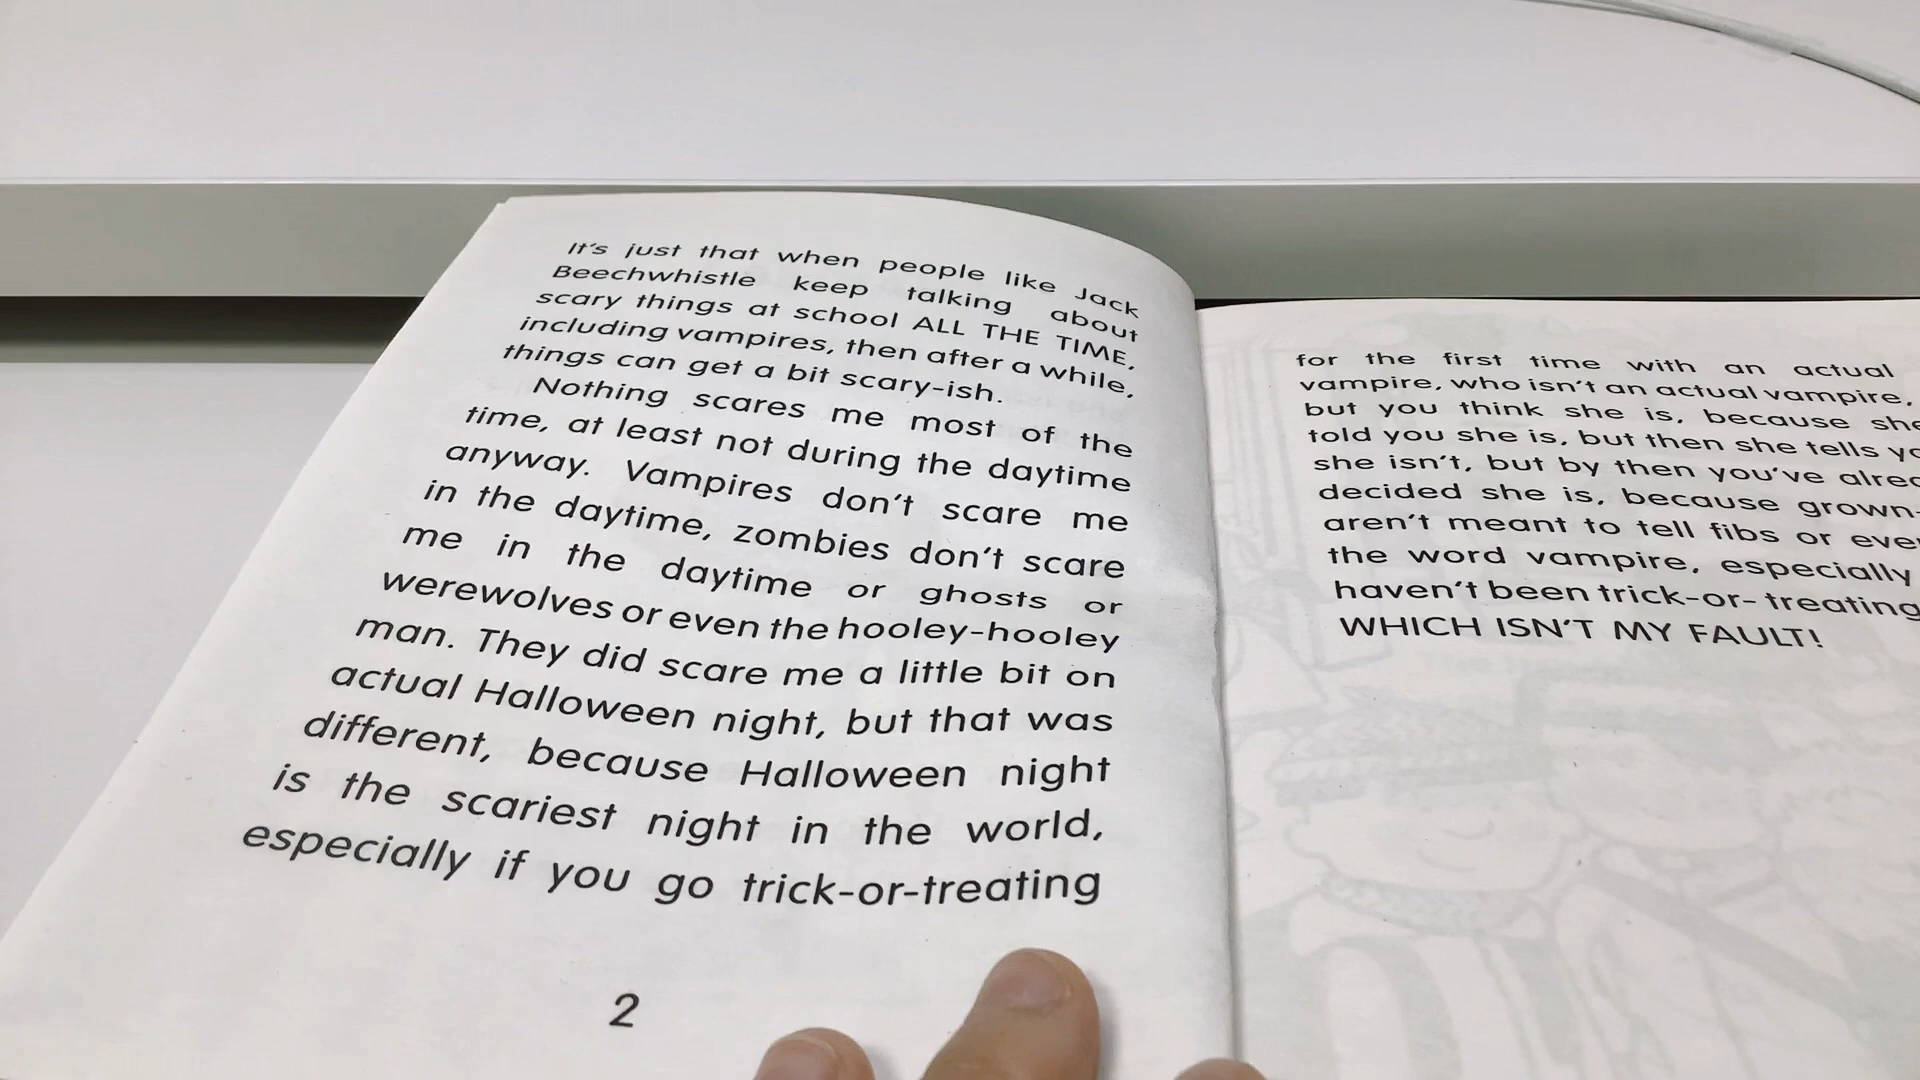 It's just that when people like Jack
Beechwhistle keep talking about
scary things at school ALL THE TIME,
including vampires, then after a while,
things can get a bit scary-ish.
Nothing scares me most of the
time, at least not during the daytime
anyway. Vampires don't scare me
in the daytime, zombies don't scare
me in the daytime or ghosts or
werewolves or even the hooley-hooley
man. They did scare me a little bit on
actual Halloween night, but that was
different, because Halloween night
is the scariest night in the world,
especially if you go trick-or-treating
2
for the first time with an actual
vampire, who isn't an actual vampire,
but you think she is, because she
told you she is, but then she tells
she isn't, but by then you've
decided she is, because grown-
aren't meant to tell fibs or
the word vampire, especially
haven't been trick-or-treating
WHICH ISN'T MY FAULT!